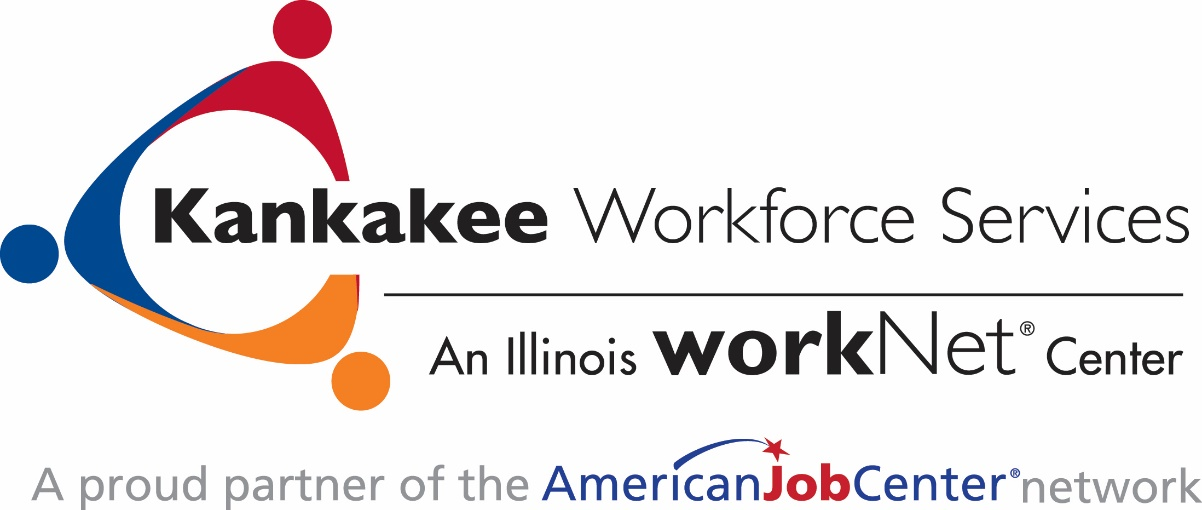 Kankakee Workforce Services
An Illinois workNet® Center
A proud partner of the AmericanJobCenter® network